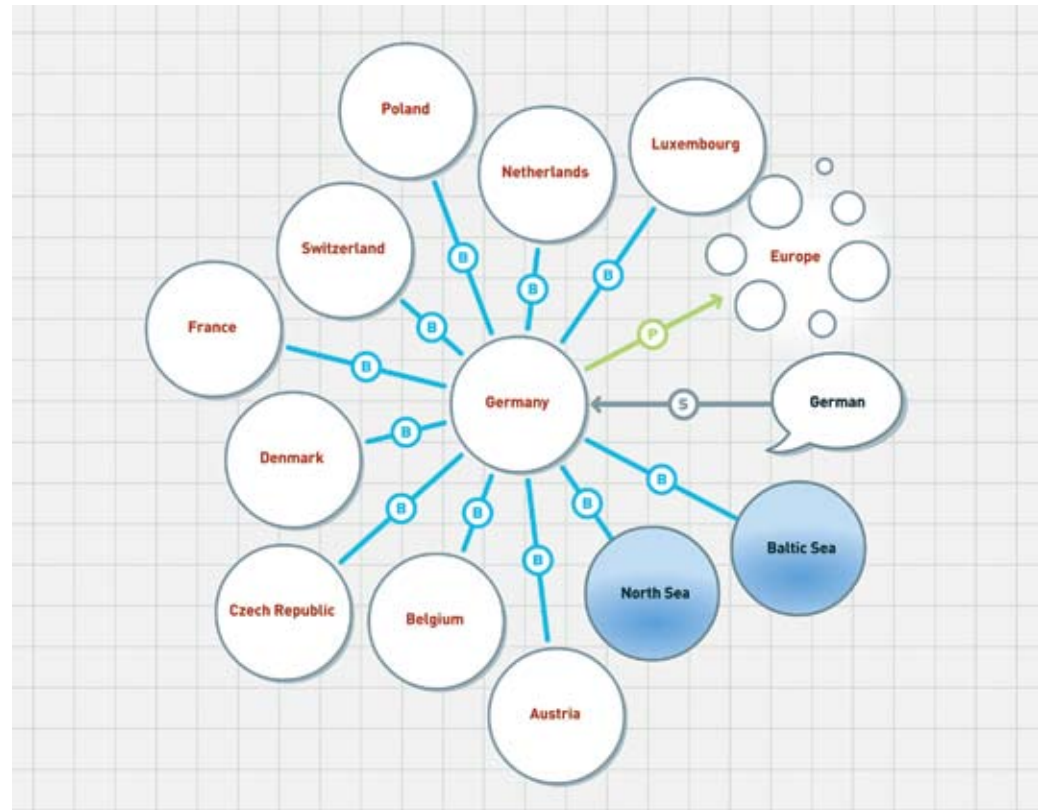 Poland
Luxembourg
Netherlands
Switzerland
B
Europe
B
B
B
France
B
P
B
Germany
S
German
B
Denmark
B
B
B
B
Baltic Sea
B
North Sea
Czech Republic
Belgium
Austria